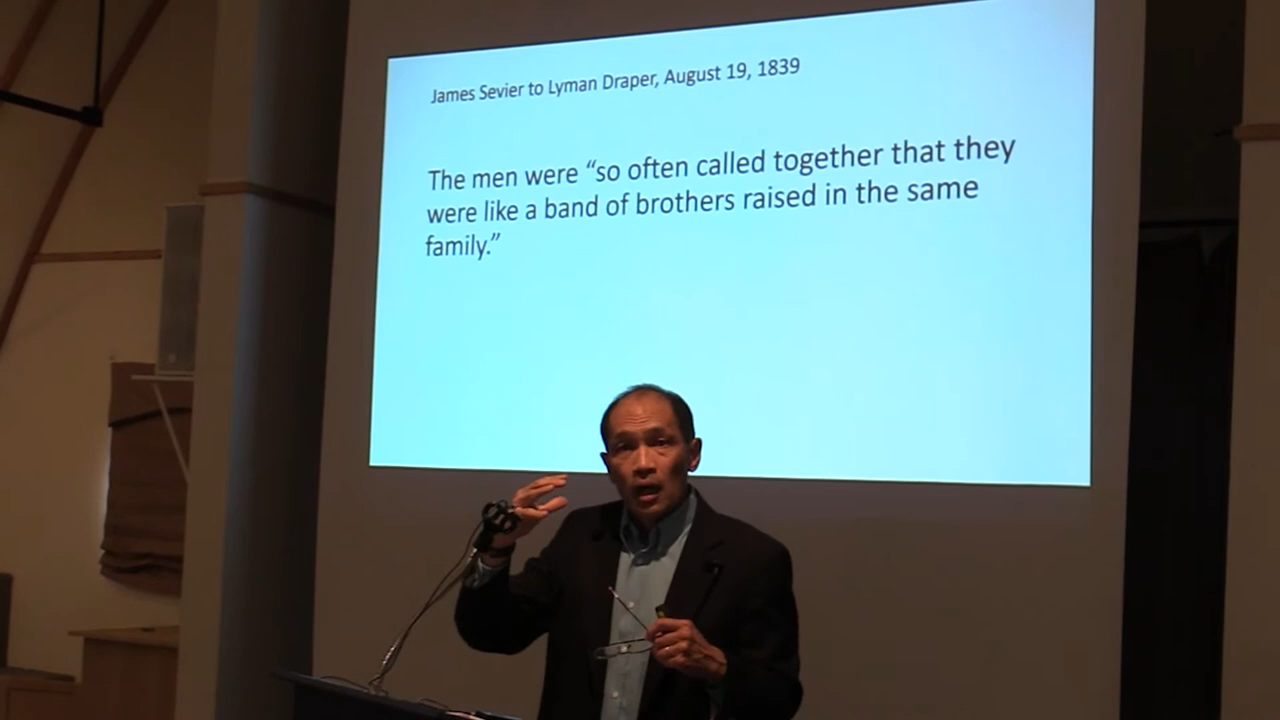 James Sevier to Lyman Draper, August 19, 1839
The men were “so often called together that they
were like a band of brothers raised in the same
family.”